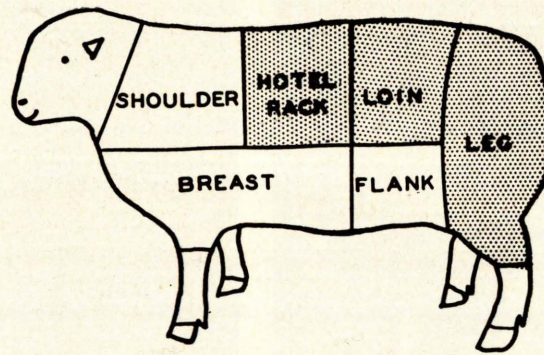 SHOULDER
HOTEL
RACK
LOIN
LEG
BREAST
FLANK